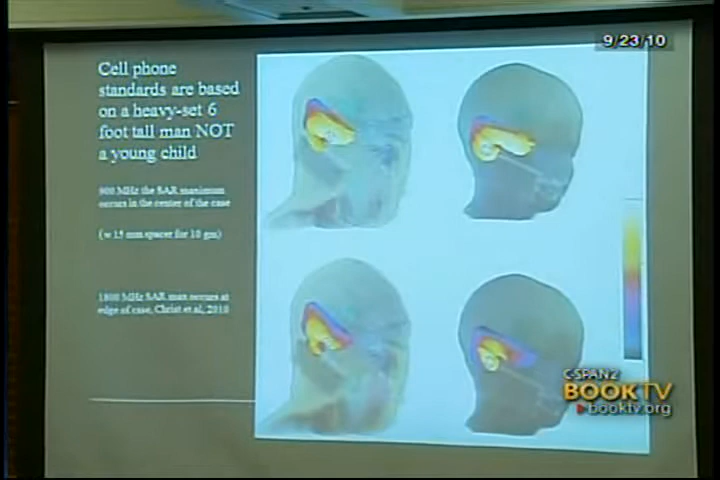 9/23/10
Cell phone
standards are based
on a heavy-set 6
foot tall man NOT
a young child
900 MHz the SAR maximum
occurs in the center of the case
(w 15 mm spacer for 10 gm)
1800 MHz SAR max occurs at
edge of case, Christ et al, 2010
C-SPAN2
BOOKTV
booktv.org